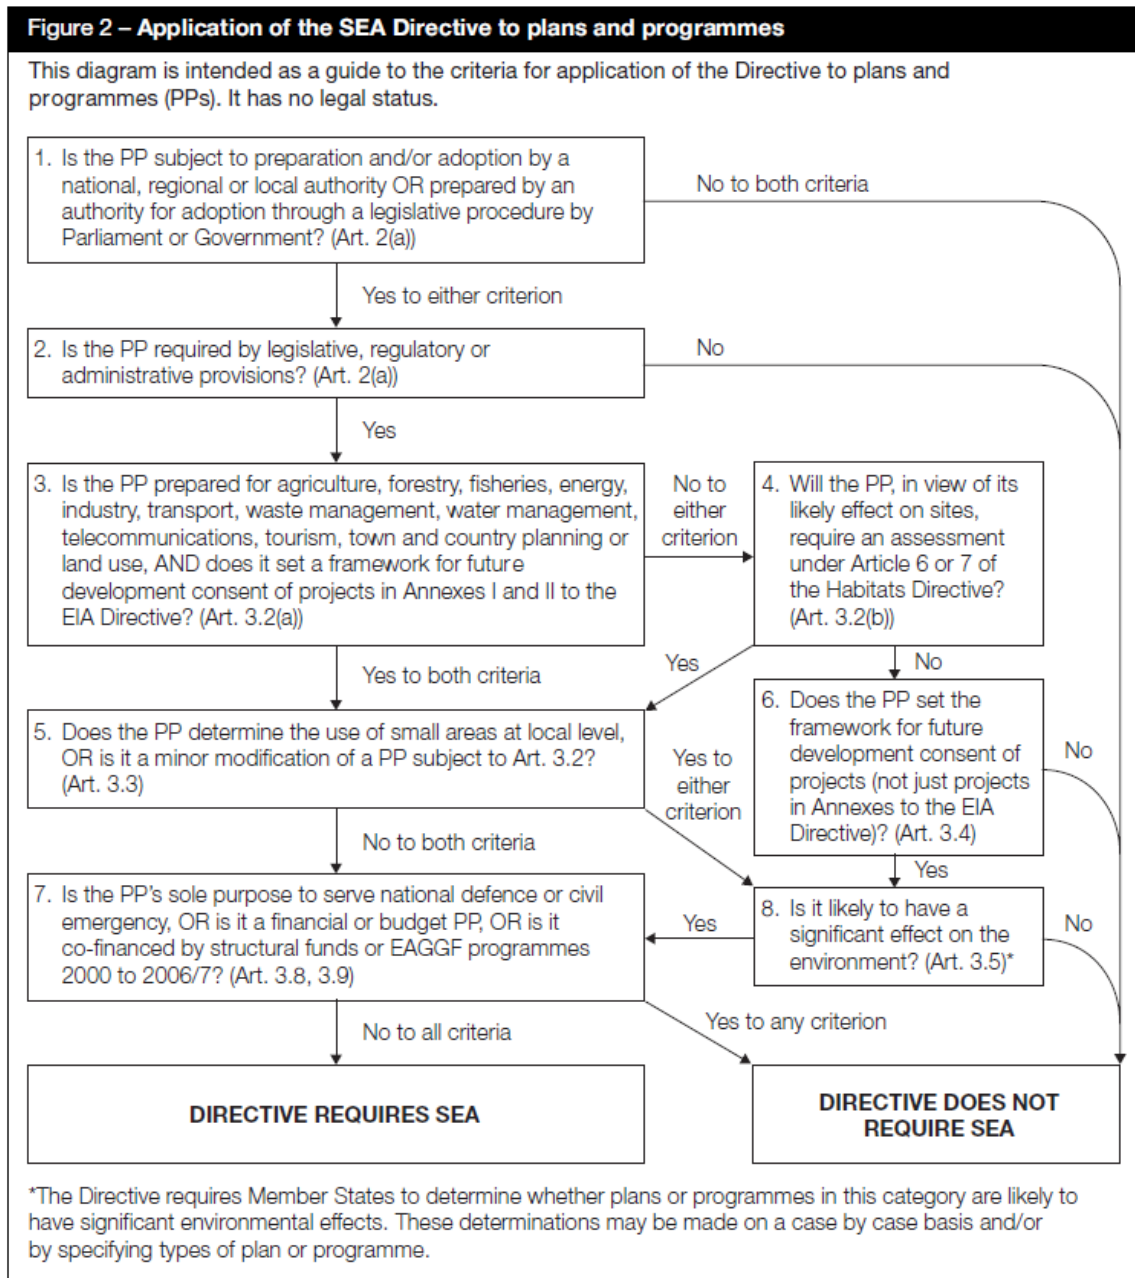 Figure 2 – Application of the SEA Directive to plans and programmes
This diagram is intended as a guide to the criteria for application of the Directive to plans and
programmes (PPs). It has no legal status.
1. Is the PP subject to preparation and/or adoption by a
national, regional or local authority OR prepared by an
authority for adoption through a legislative procedure by
Parliament or Government? (Art. 2(a))
No to both criteria
Yes to either criterion
2. Is the PP required by legislative, regulatory or
administrative provisions? (Art. 2(a))
No
Yes
3. Is the PP prepared for agriculture, forestry, fisheries, energy,
industry, transport, waste management, water management,
telecommunications, tourism, town and country planning or
land use, AND does it set a framework for future
development consent of projects in Annexes I and II to the
EIA Directive? (Art. 3.2(a))
No to
either
criterion
4. Will the PP, in view of its
likely effect on sites,
require an assessment
under Article 6 or 7 of
the Habitats Directive?
(Art. 3.2(b))
Yes to both criteria
Yes
No
5. Does the PP determine the use of small areas at local level,
OR is it a minor modification of a PP subject to Art. 3.2?
(Art. 3.3)
Yes to
either
criterion
6. Does the PP set the
framework for future
development consent of
projects (not just projects
in Annexes to the EIA
Directive)? (Art. 3.4)
No
No to both criteria
Yes
7. Is the PP's sole purpose to serve national defence or civil
emergency, OR is it a financial or budget PP, OR is it
co-financed by structural funds or EAGGF programmes
2000 to 2006/7? (Art. 3.8, 3.9)
Yes
8. Is it likely to have a
significant effect on the
environment? (Art. 3.5)*
No
No to all criteria
Yes to any criterion
DIRECTIVE REQUIRES SEA
DIRECTIVE DOES NOT
REQUIRE SEA
*The Directive requires Member States to determine whether plans or programmes in this category are likely to
have significant environmental effects. These determinations may be made on a case by case basis and/or
by specifying types of plan or programme.